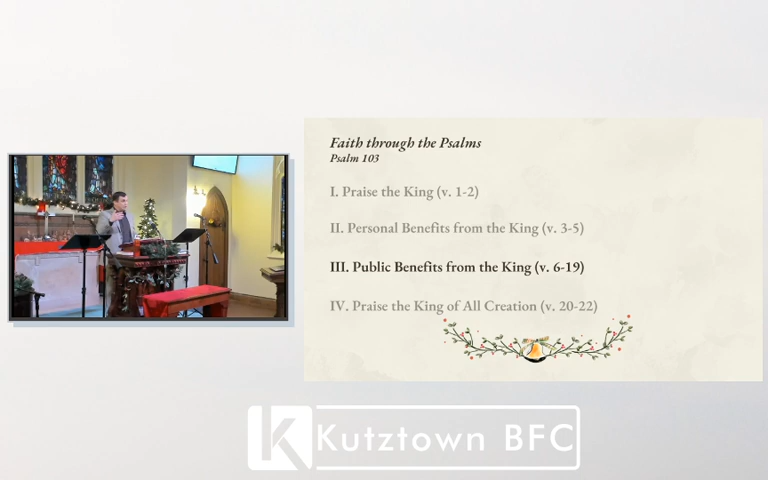 Faith through the Psalms
Psalm 103
I. Praise the King (v. 1-2)
II. Personal Benefits from the King (v. 3-5)
III. Public Benefits from the King (v. 6-19)
IV. Praise the King of All Creation (v. 20-22)
K Kutztown BFC